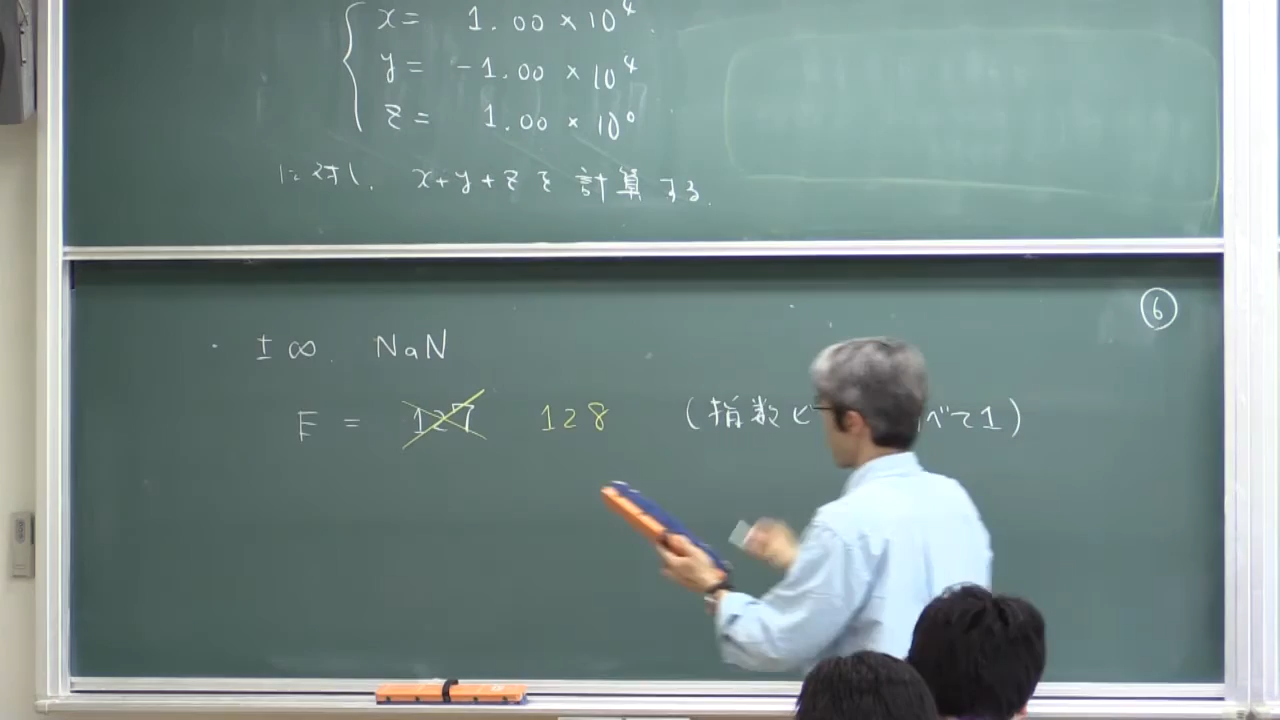 x = 1.00 × 10⁴
y = -1.00 × 10⁴
z = 1.00 × 10⁰
に対し、x+y+zを計算する.
⑥
・ ±∞. NaN
E = 127 128 (指数ビ べて1)